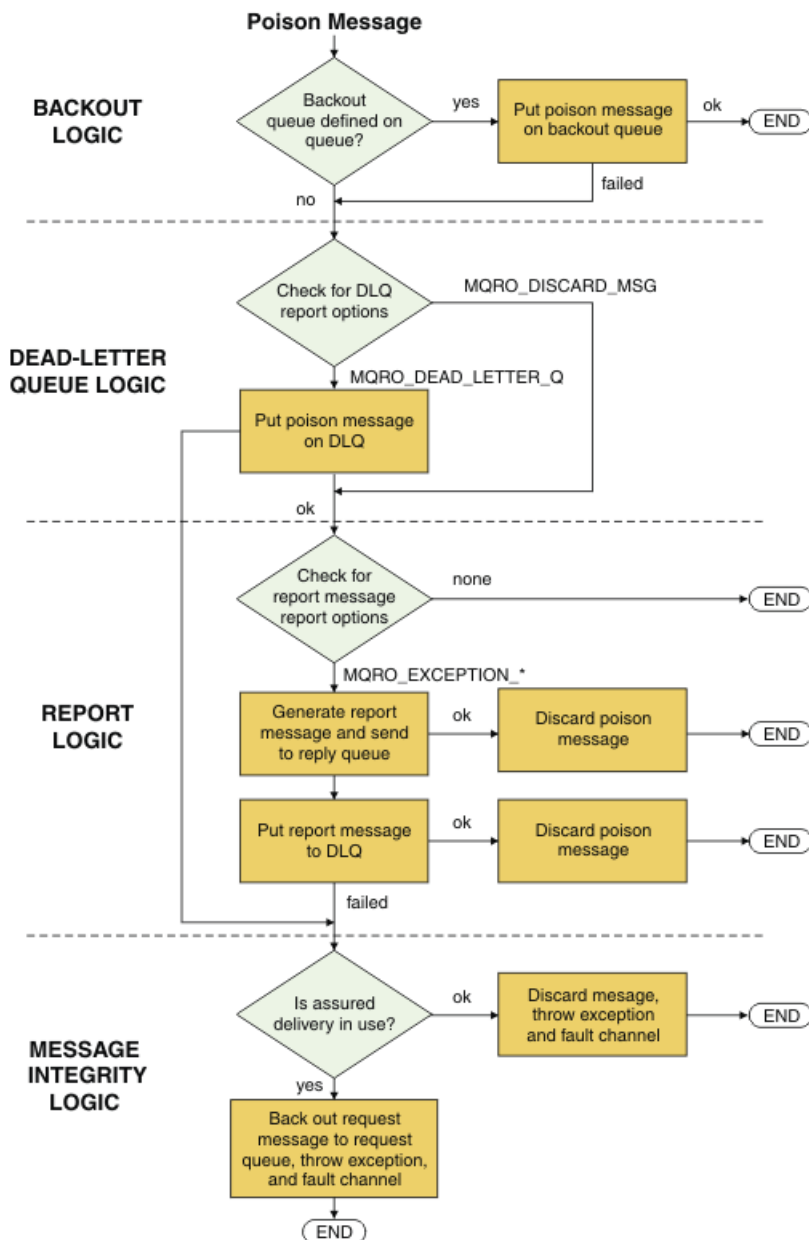 Poison Message
BACKOUT
LOGIC
Backout
queue defined on
queue?
yes
Put poison message
on backout queue
ok
END
failed
no
DEAD-LETTER
QUEUE LOGIC
Check for DLQ
report options
MQRO_DISCARD_MSG
MQRO_DEAD_LETTER_Q
Put poison message
on DLQ
ok
REPORT
LOGIC
Check for
report message
report options
none
END
MQRO_EXCEPTION_*
Generate report
message and send
to reply queue
ok
Discard poison
message
END
Put report message
to DLQ
ok
Discard poison
message
END
failed
MESSAGE
INTEGRITY
LOGIC
Is assured
delivery in use?
ok
Discard mesage,
throw exception
and fault channel
END
yes
Back out request
message to request
queue, throw exception,
and fault channel
END